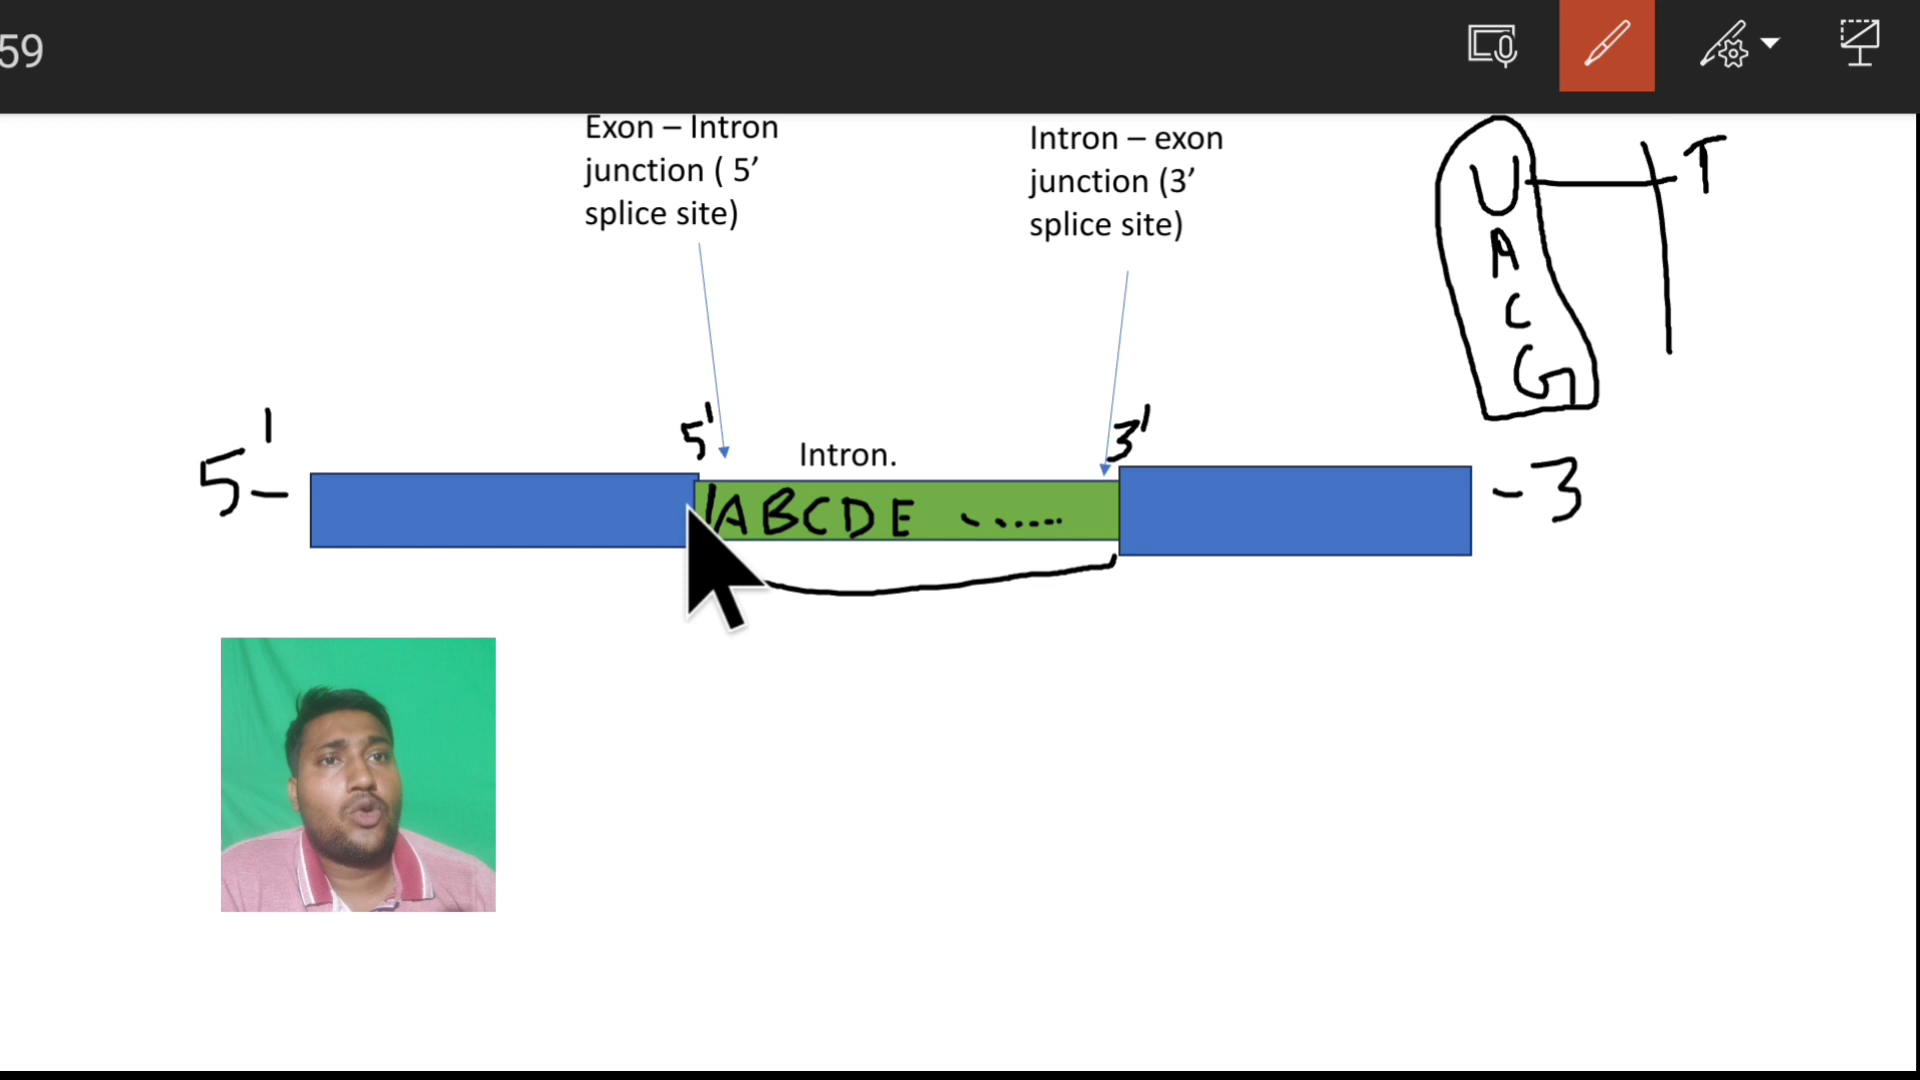 59
Exon – Intron
junction ( 5’
splice site)
Intron – exon
junction (3’
splice site)
U T
A
C
G
5' 3'
Intron.
5'- -3
ABCDE ......